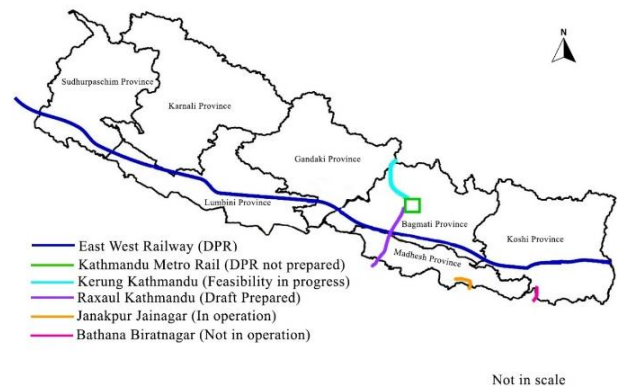 N
Sudhurpaschim Province
Karnali Province
Gandaki Province
Lumbini Province
Bagmati Province
Koshi Province
Madhesh Province
East West Railway (DPR)
Kathmandu Metro Rail (DPR not prepared)
Kerung Kathmandu (Feasibility in progress)
Raxaul Kathmandu (Draft Prepared)
Janakpur Jainagar (In operation)
Bathana Biratnagar (Not in operation)
Not in scale